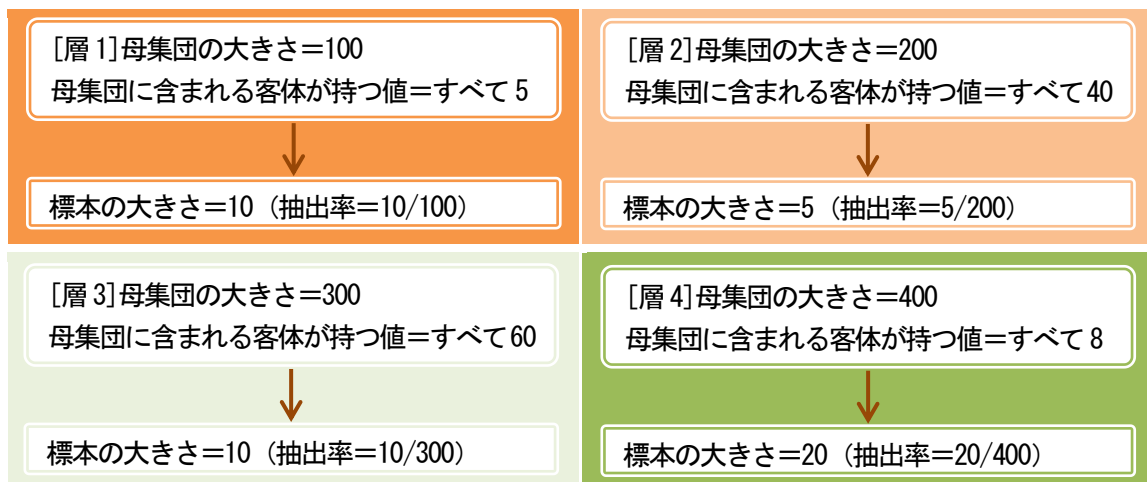 [層1]母集団の大きさ＝100
母集団に含まれる客体が持つ値＝すべて5
標本の大きさ＝10（抽出率＝10/100）
[層2]母集団の大きさ＝200
母集団に含まれる客体が持つ値＝すべて40
標本の大きさ＝5（抽出率＝5/200）
[層3]母集団の大きさ＝300
母集団に含まれる客体が持つ値＝すべて60
標本の大きさ＝10（抽出率＝10/300）
[層4]母集団の大きさ＝400
母集団に含まれる客体が持つ値＝すべて8
標本の大きさ＝20（抽出率＝20/400）